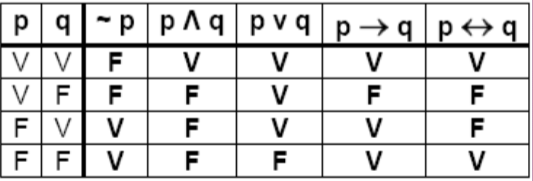 p q ~ p p Λ q p v q p → q p ↔ q
V V F V V V V
V F F F V F F
F V V F V V F
F F V F F V V